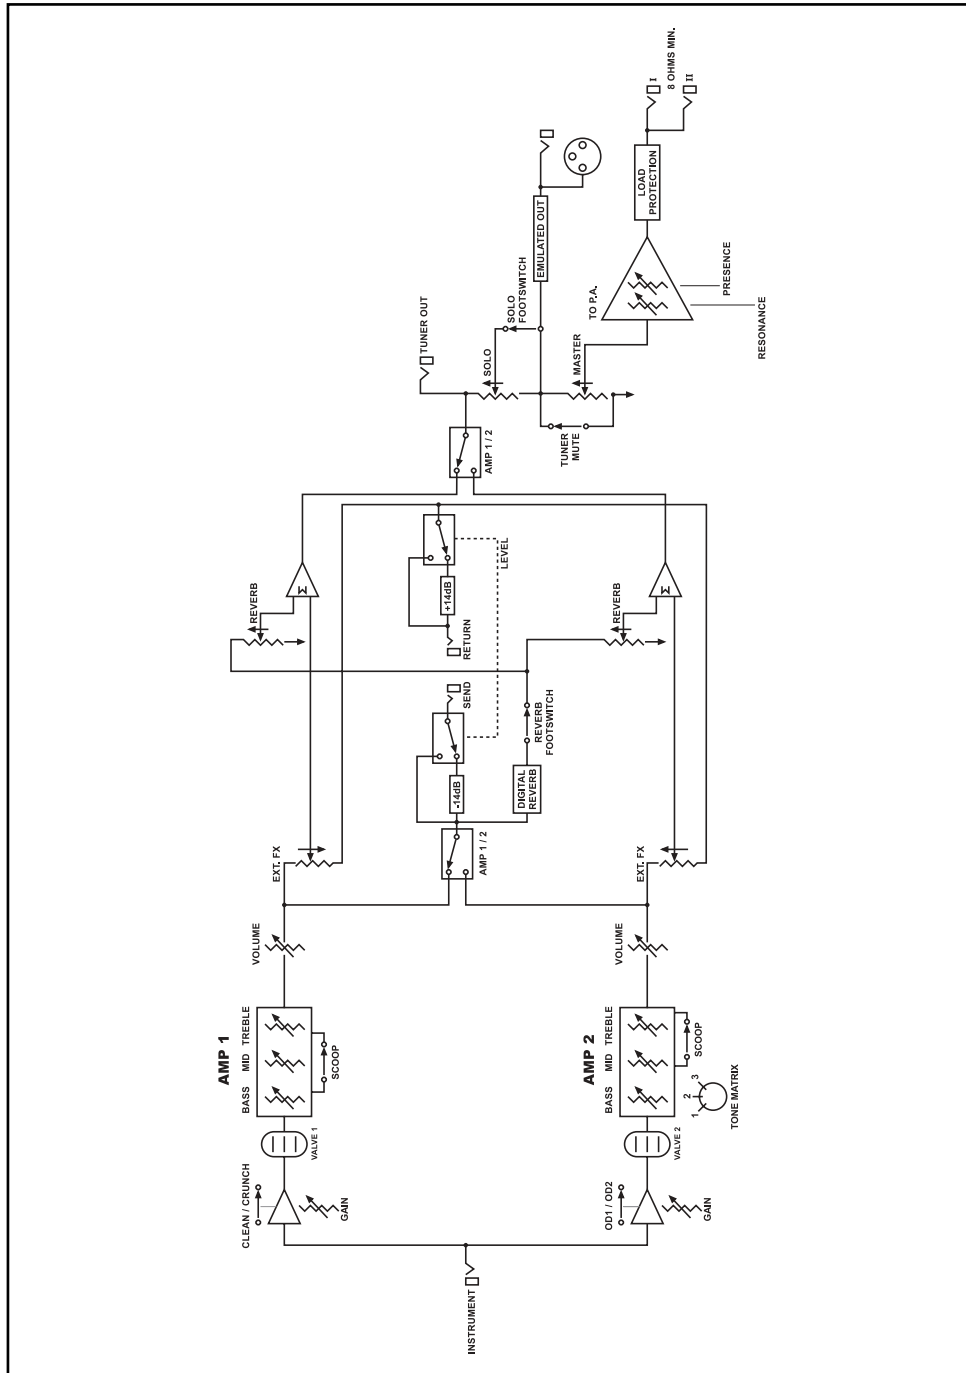 INSTRUMENT
AMP 1
CLEAN / CRUNCH
GAIN
VALVE 1
BASS
MID
TREBLE
SCOOP
VOLUME
EXT. FX
REVERB
AMP 2
OD1 / OD2
GAIN
VALVE 2
BASS
MID
TREBLE
SCOOP
1
2
3
TONE MATRIX
VOLUME
EXT. FX
REVERB
AMP 1 / 2
-14dB
SEND
DIGITAL
REVERB
REVERB
FOOTSWITCH
RETURN
+14dB
LEVEL
AMP 1 / 2
TUNER OUT
SOLO
SOLO
FOOTSWITCH
TUNER
MUTE
MASTER
EMULATED OUT
TO P.A.
PRESENCE
RESONANCE
LOAD
PROTECTION
I
8 OHMS MIN.
II
Σ
Σ